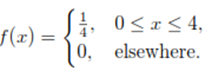 f(x) = { 1/4, 0 ≤ x ≤ 4,
0, elsewhere.